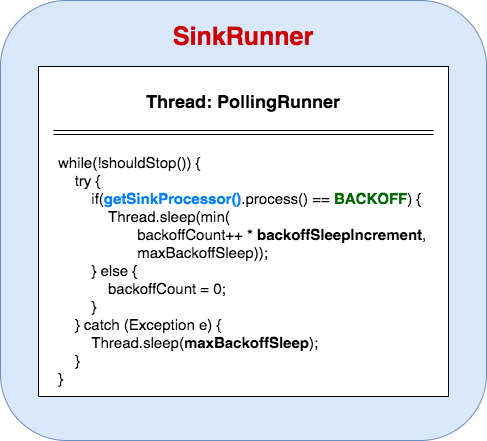 SinkRunner
Thread: PollingRunner
while(!shouldStop()) {
try {
if(getSinkProcessor().process() == BACKOFF) {
Thread.sleep(min(
backoffCount++ * backoffSleepIncrement,
maxBackoffSleep));
} else {
backoffCount = 0;
}
} catch (Exception e) {
Thread.sleep(maxBackoffSleep);
}
}